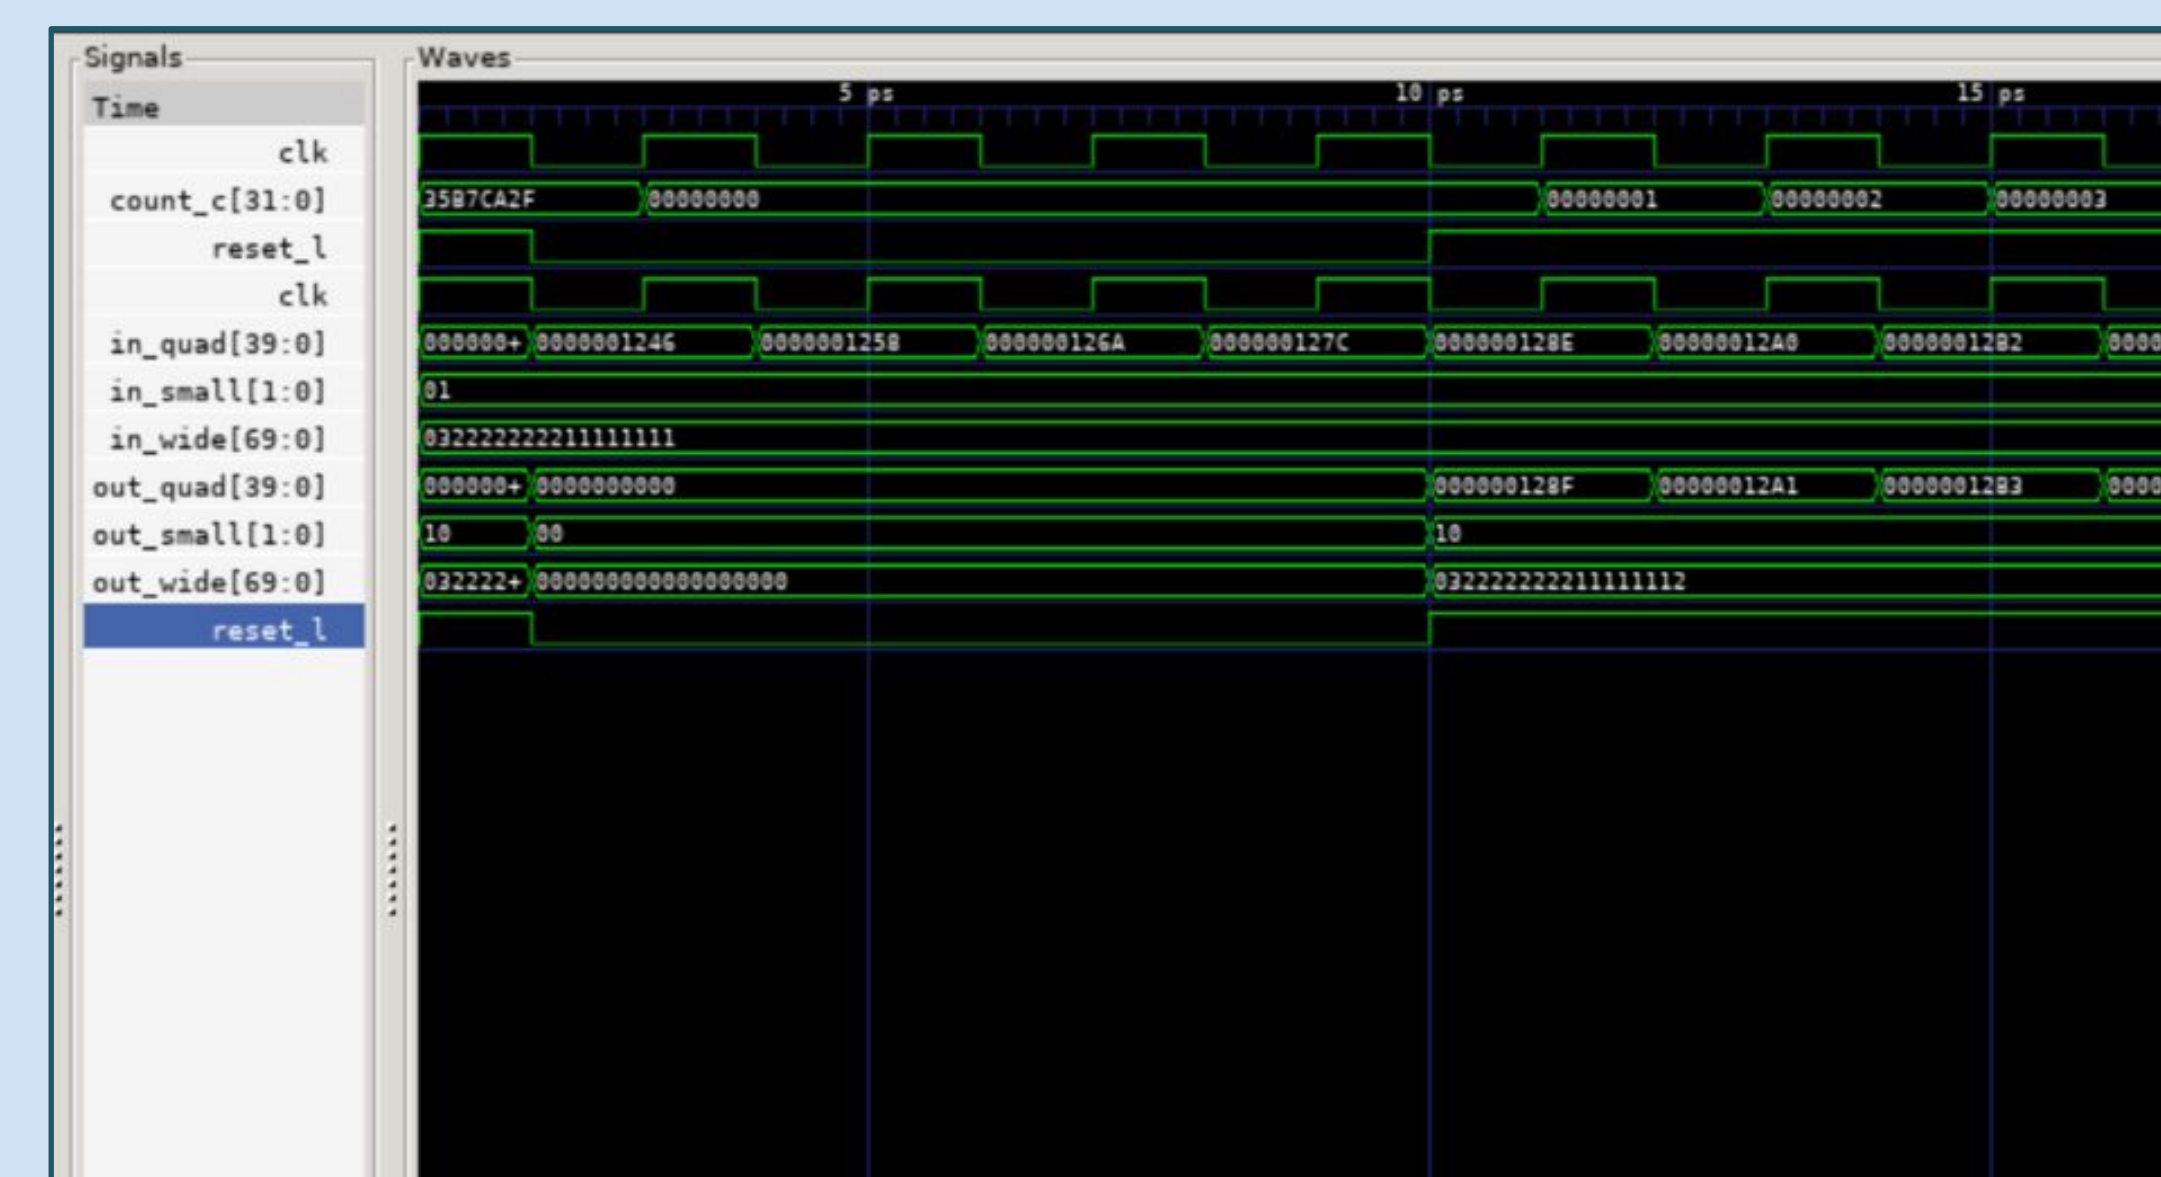 Signals
Waves
Time
5 ps
10 ps
15 ps
clk
count_c[31:0]
35B7CA2F
00000000
00000001
00000002
00000003
reset_l
clk
in_quad[39:0]
000000+
0000001246
0000001258
000000126A
000000127C
000000128E
00000012A0
00000012B2
0000
in_small[1:0]
01
in_wide[69:0]
032222222211111111
out_quad[39:0]
000000+
0000000000
000000128F
00000012A1
00000012B3
0000
out_small[1:0]
10
00
10
out_wide[69:0]
032222+
000000000000000000
032222222211111112
reset_l